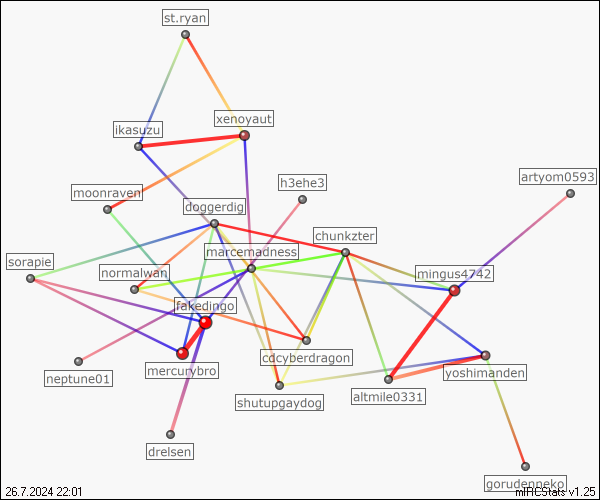 st.ryan
xenoyaut
ikasuzu
h3ehe3
artyom0593
moonraven
doggerdig
chunkzter
marcemadness
sorapie
normalwan
mingus4742
fakedingo
cdcyberdragon
mercurybro
yoshimanden
neptune01
altmile0331
shutupgaydog
drelsen
gorudenneko
26.7.2024 22:01
mIRCStats v1.25